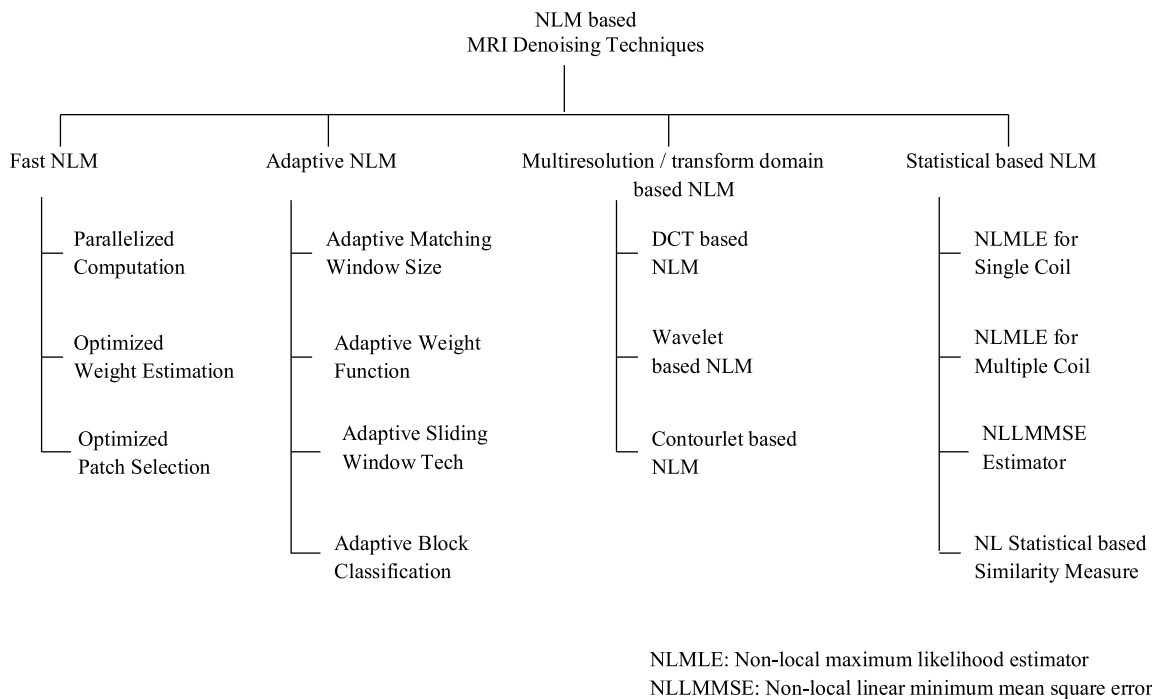 NLM based
MRI Denoising Techniques
Fast NLM
Parallelized
Computation
Optimized
Weight Estimation
Optimized
Patch Selection
Adaptive NLM
Adaptive Matching
Window Size
Adaptive Weight
Function
Adaptive Sliding
Window Tech
Adaptive Block
Classification
Multiresolution / transform domain
based NLM
DCT based
NLM
Wavelet
based NLM
Contourlet based
NLM
Statistical based NLM
NLMLE for
Single Coil
NLMLE for
Multiple Coil
NLLMMSE
Estimator
NL Statistical based
Similarity Measure
NLMLE: Non-local maximum likelihood estimator
NLLMMSE: Non-local linear minimum mean square error